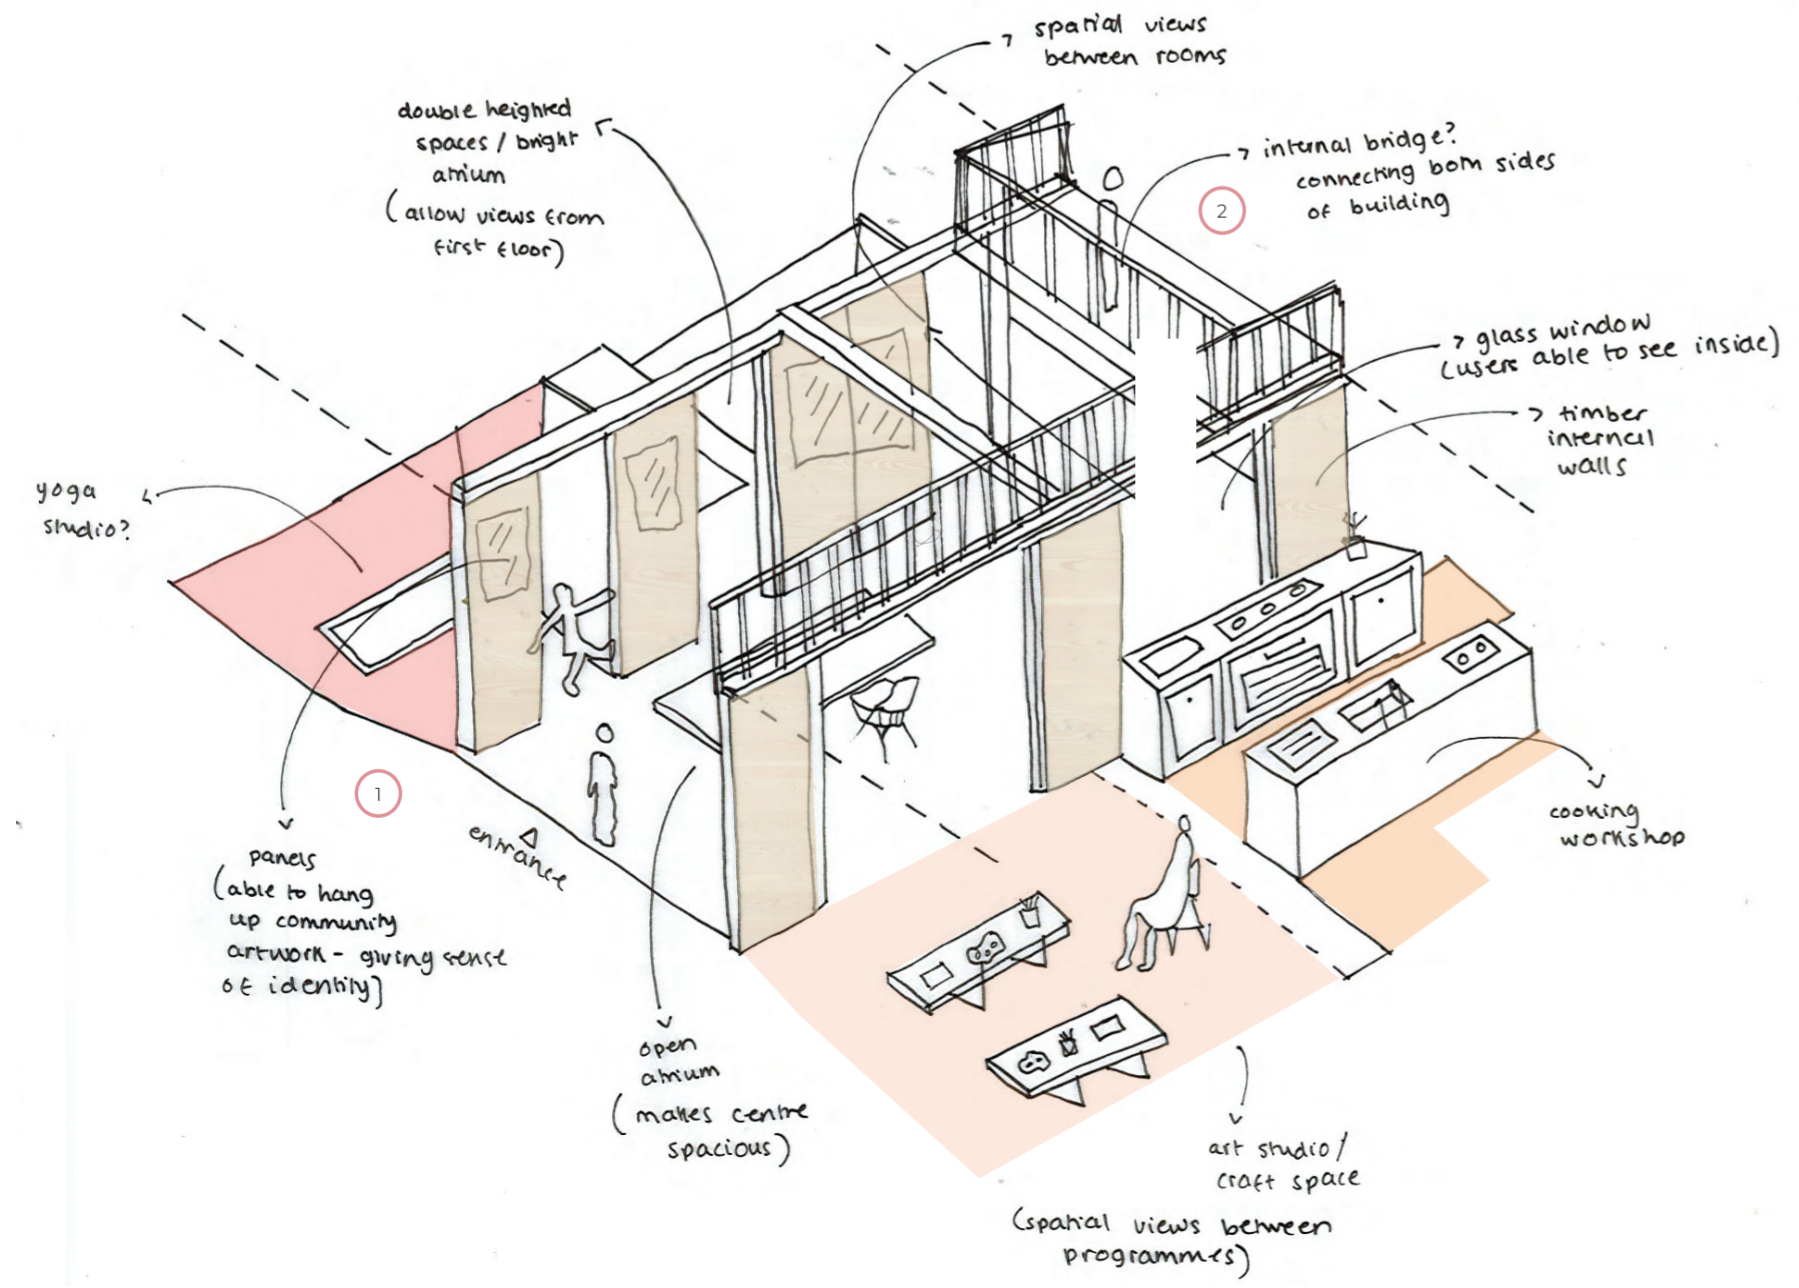 spatial views
between rooms
double heighted
spaces / bright
atrium
(allow views from
first floor)
internal bridge?
connecting both sides
of building
2
glass window
(users able to see inside)
timber
internal
walls
yoga
studio?
1
entrance
panels
(able to hang
up community
artwork - giving sense
of identity)
cooking
workshop
open
atrium
(makes centre
spacious)
art studio/
craft space
(spatial views between
programmes)